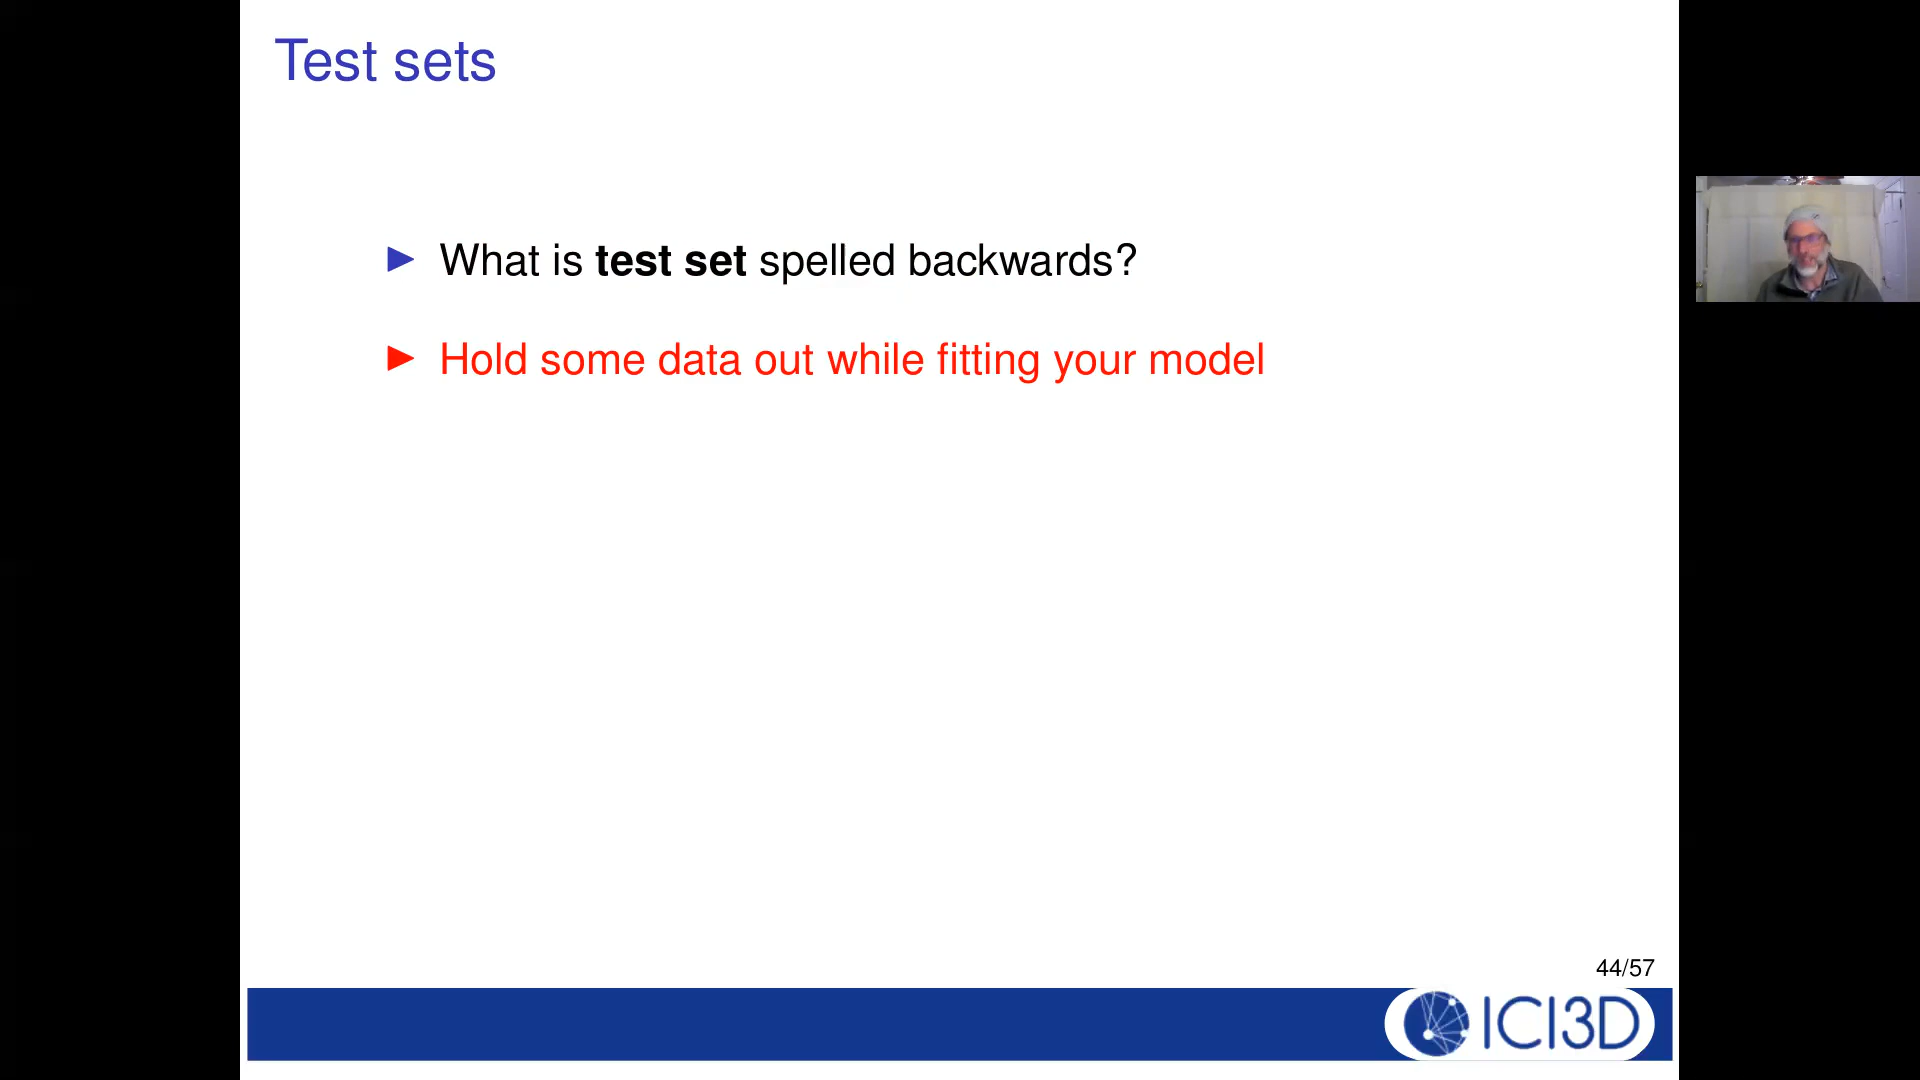 Test sets
What is test set spelled backwards?
Hold some data out while fitting your model
44/57
ICI3D